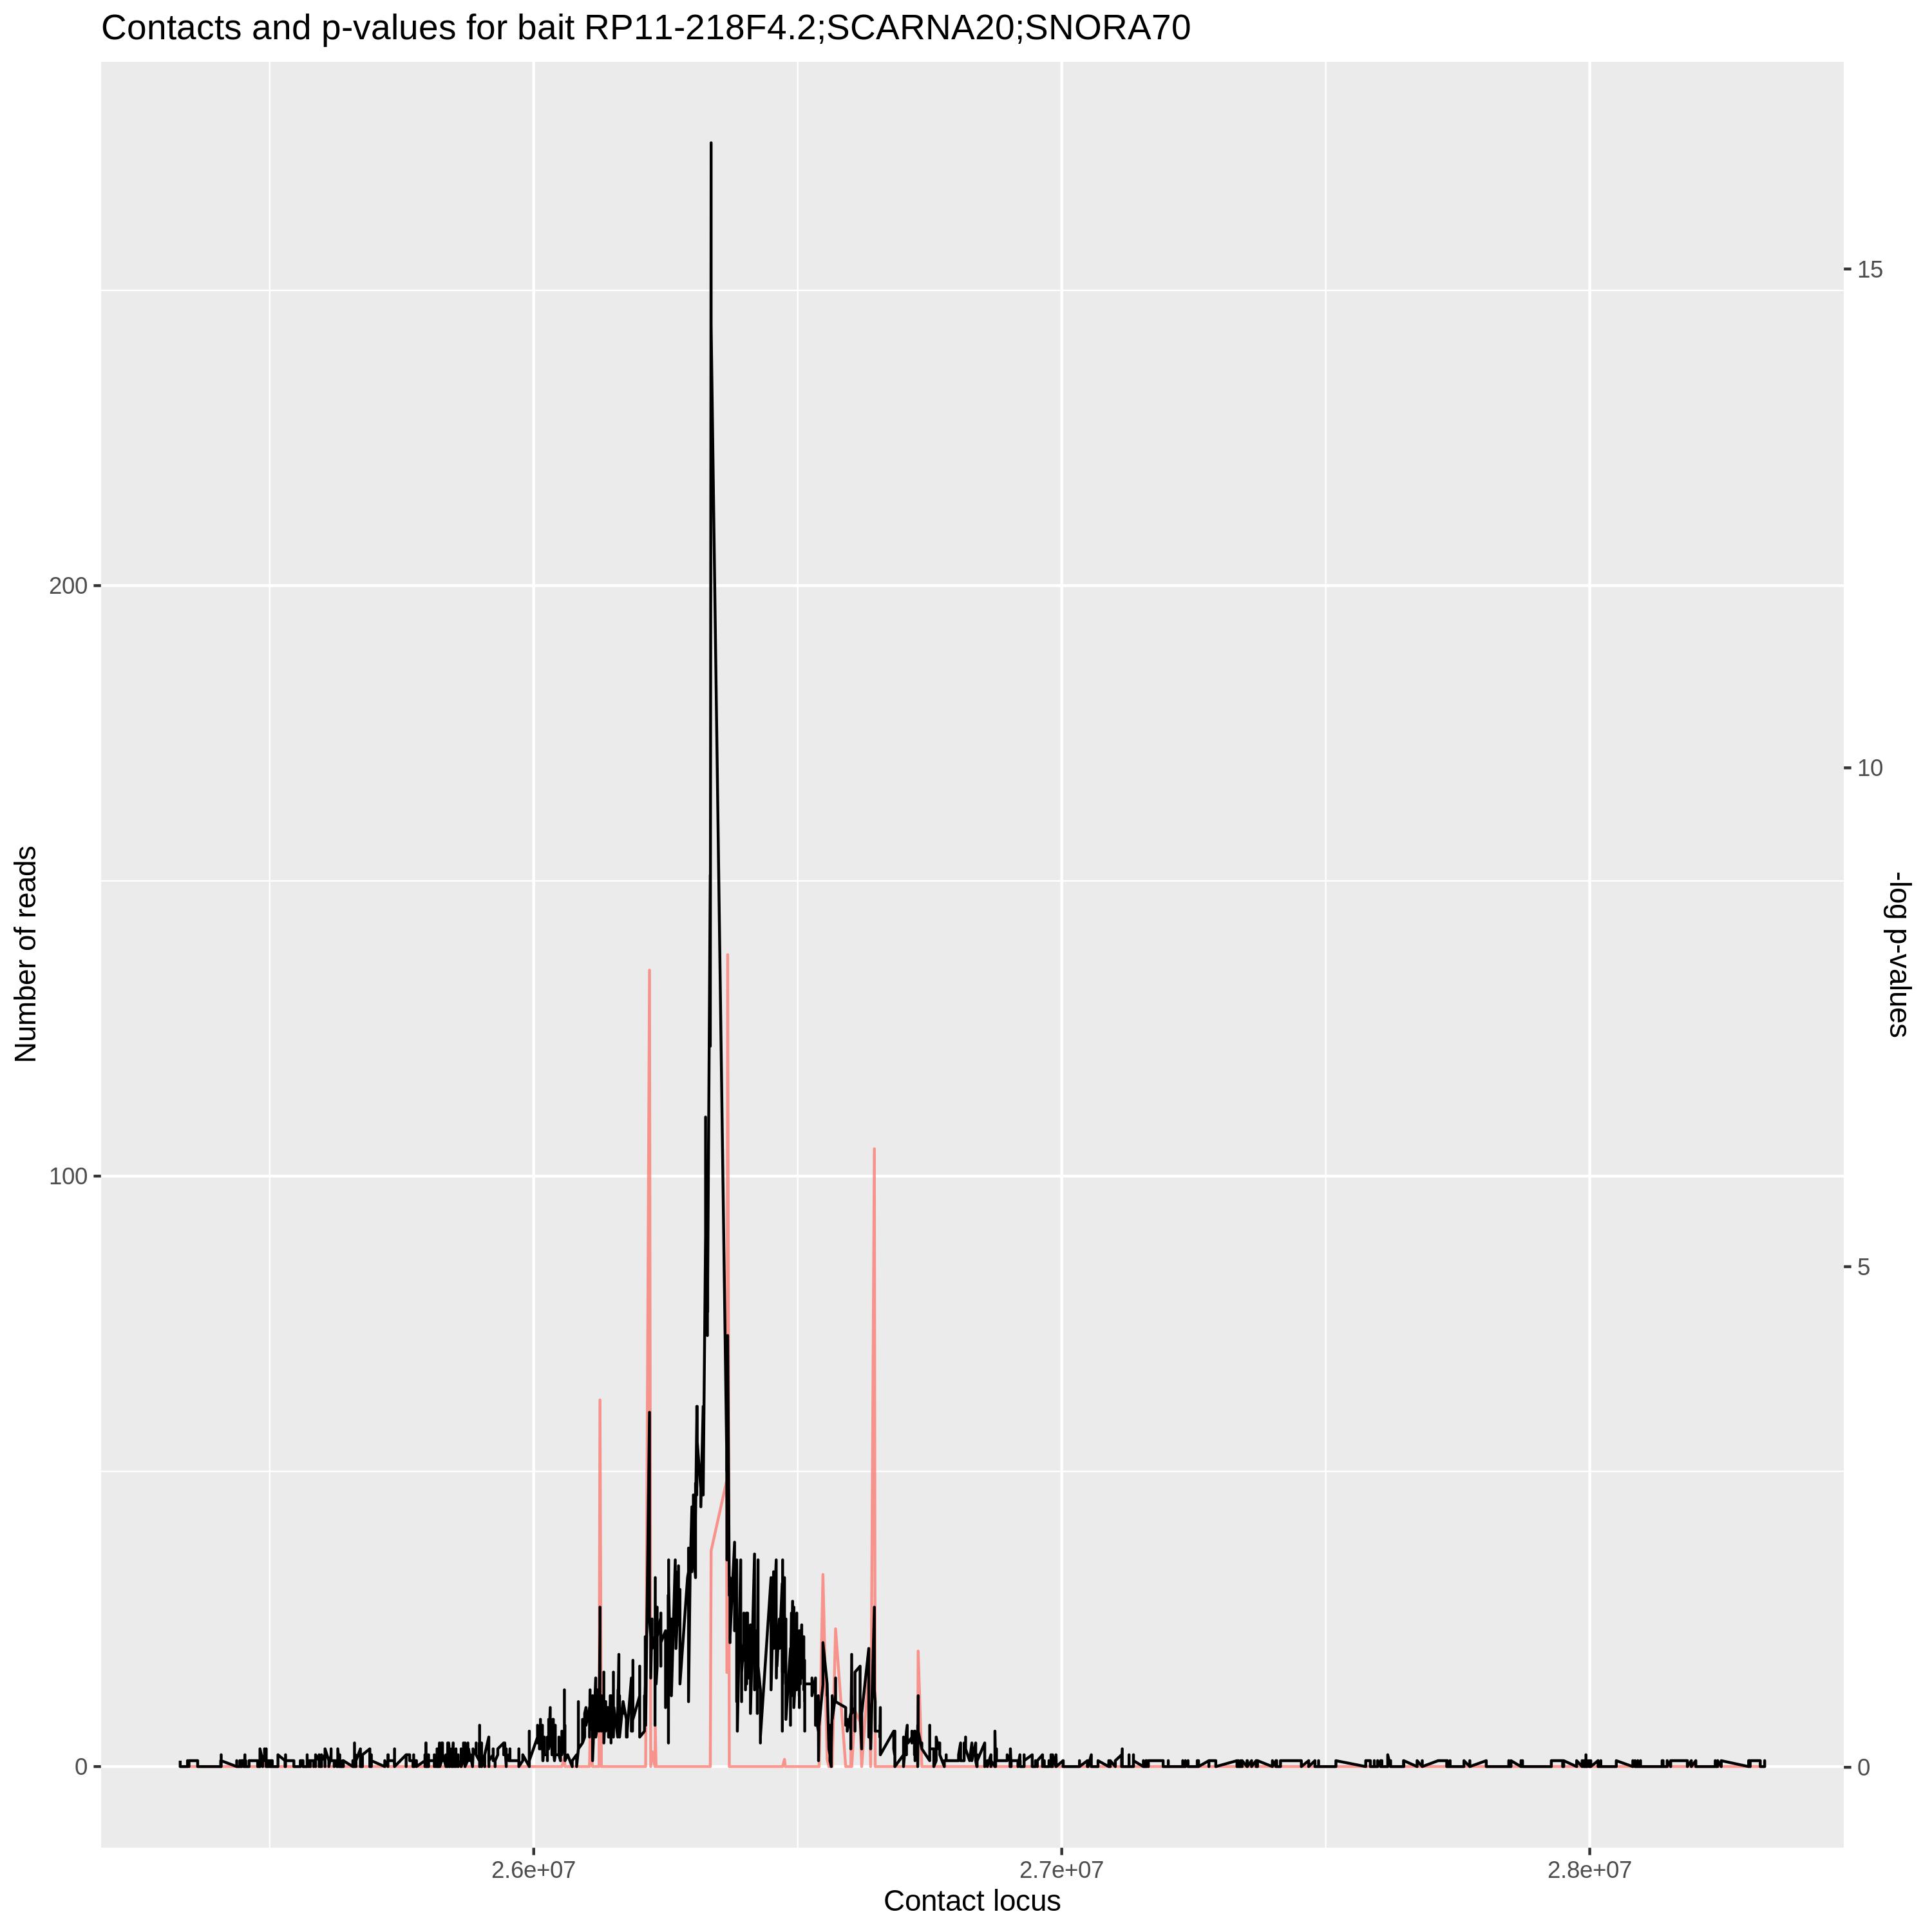 Contacts and p-values for bait RP11-218F4.2;SCARNA20;SNORA70
Number of reads
200
100
0
15
10
5
0
-log p-values
2.6e+07 2.7e+07 2.8e+07
Contact locus